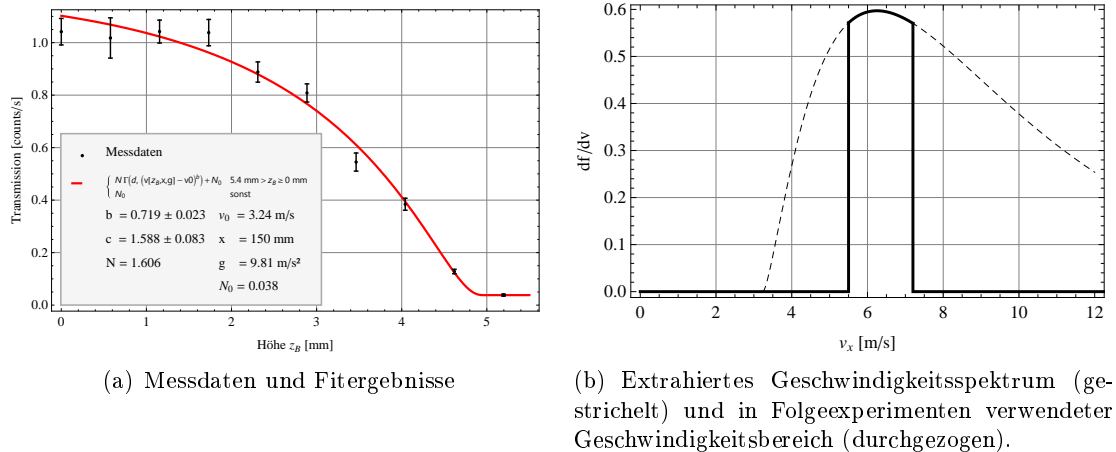 1.0
0.8
0.6
0.4
0.2
0.0
Transmission [counts/s]
Messdaten
{ N Γ(d, (v[z_B,x,g] − v0)^b) + N_0   5.4 mm > z_B ≥ 0 mm
N_0   sonst
b = 0.719 ± 0.023   v_0 = 3.24 m/s
c = 1.588 ± 0.083   x = 150 mm
N = 1.606   g = 9.81 m/s²
N_0 = 0.038
0 1 2 3 4 5
Höhe z_B [mm]
(a) Messdaten und Fitergebnisse
0.6
0.5
0.4
0.3
0.2
0.1
0.0
df/dv
0 2 4 6 8 10 12
v_x [m/s]
(b) Extrahiertes Geschwindigkeitsspektrum (ge-
strichelt) und in Folgeexperimenten verwendeter
Geschwindigkeitsbereich (durchgezogen).